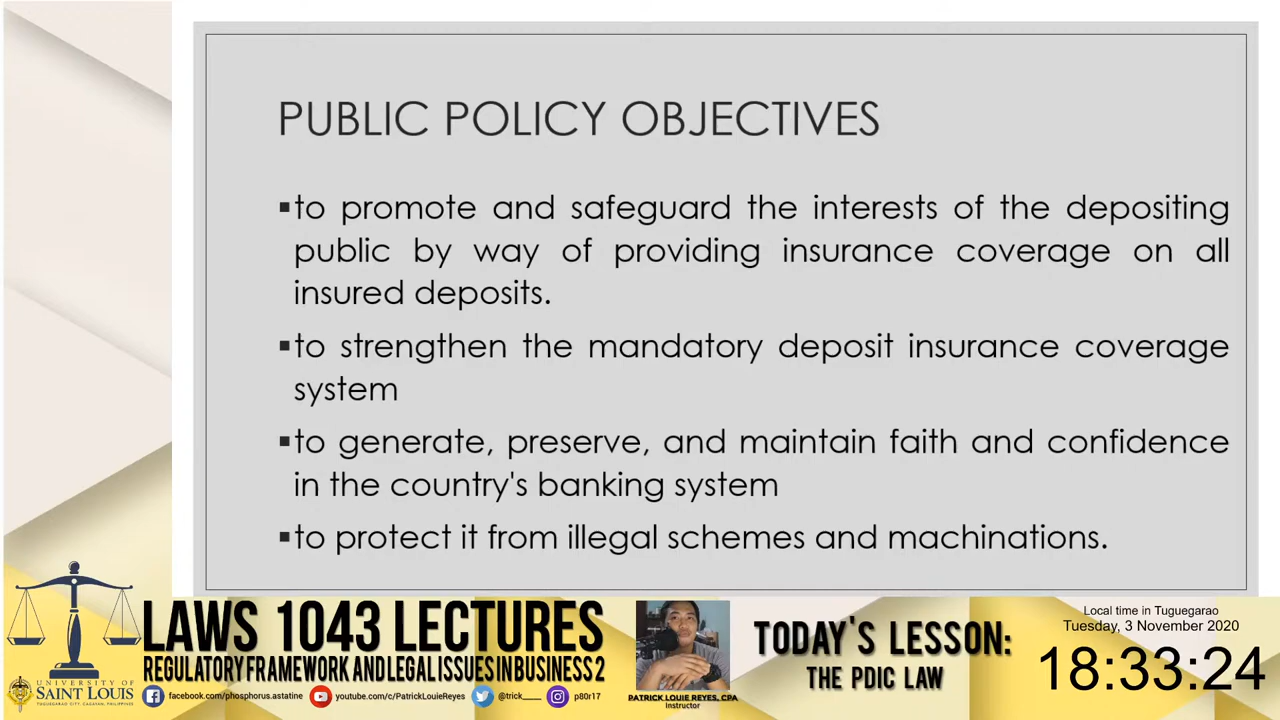 PUBLIC POLICY OBJECTIVES
▪to promote and safeguard the interests of the depositing
public by way of providing insurance coverage on all
insured deposits.
▪to strengthen the mandatory deposit insurance coverage
system
▪to generate, preserve, and maintain faith and confidence
in the country's banking system
▪to protect it from illegal schemes and machinations.
LAWS 1043 LECTURES
REGULATORY FRAMEWORK AND LEGAL ISSUES IN BUSINESS 2
UNIVERSITY OF
SAINT LOUIS
TUGUEGARAO CITY, CAGAYAN, PHILIPPINES
facebook.com/phosphorus.astatine
youtube.com/c/PatrickLouieReyes
@trick____
p80r17
PATRICK LOUIE REYES, CPA
Instructor
TODAY'S LESSON:
THE PDIC LAW
Local time in Tuguegarao
Tuesday, 3 November 2020
18:33:24